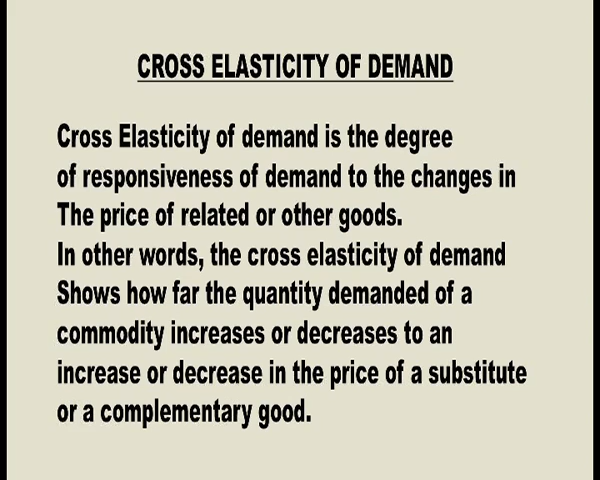 CROSS ELASTICITY OF DEMAND
Cross Elasticity of demand is the degree
of responsiveness of demand to the changes in
The price of related or other goods.
In other words, the cross elasticity of demand
Shows how far the quantity demanded of a
commodity increases or decreases to an
increase or decrease in the price of a substitute
or a complementary good.